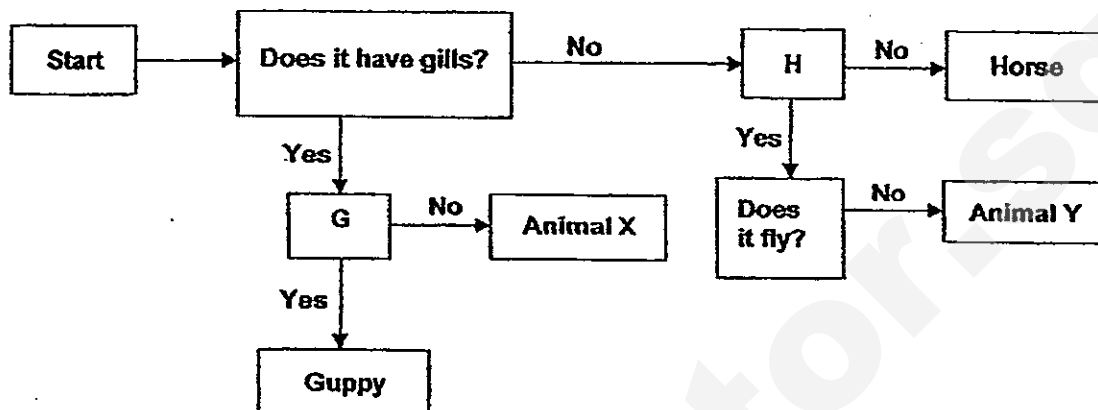 Start
Does it have gills?
No
H
No
Horse
Yes
Yes
G
No
Animal X
Does
it fly?
No
Animal Y
Yes
Guppy